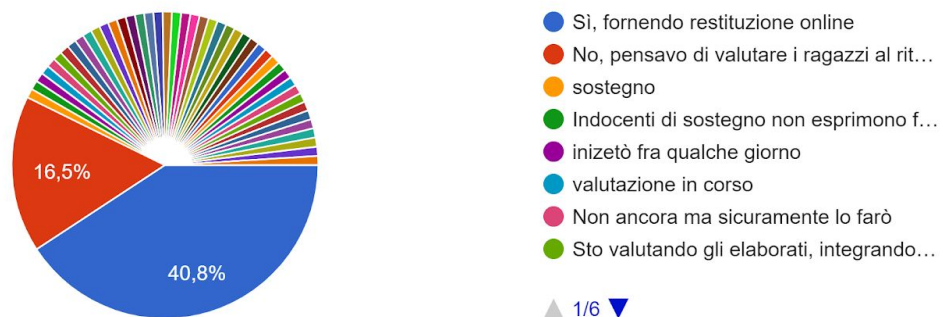 Sì, fornendo restituzione online
No, pensavo di valutare i ragazzi al rit…
sostegno
Indocenti di sostegno non esprimono f…
inizetò fra qualche giorno
valutazione in corso
Non ancora ma sicuramente lo farò
Sto valutando gli elaborati, integrando…
1/6
16,5%
40,8%